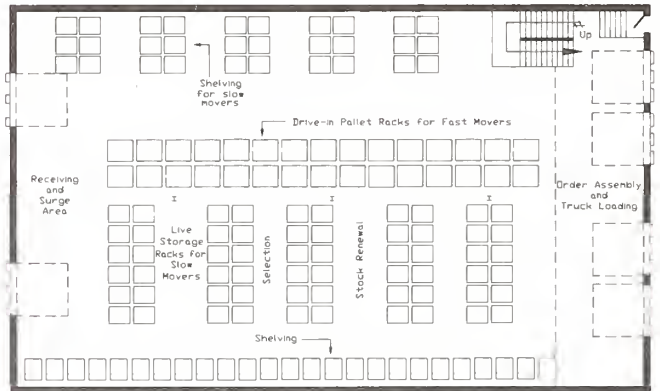 Up
Shelving
for slow
movers
Drive-in Pallet Racks for Fast Movers
Receiving
and
Surge
Area
Order Assembly
and
Truck Loading
I
I
I
Live
Storage
Racks for
Slow
Movers
Selection
Stock Renewal
Shelving